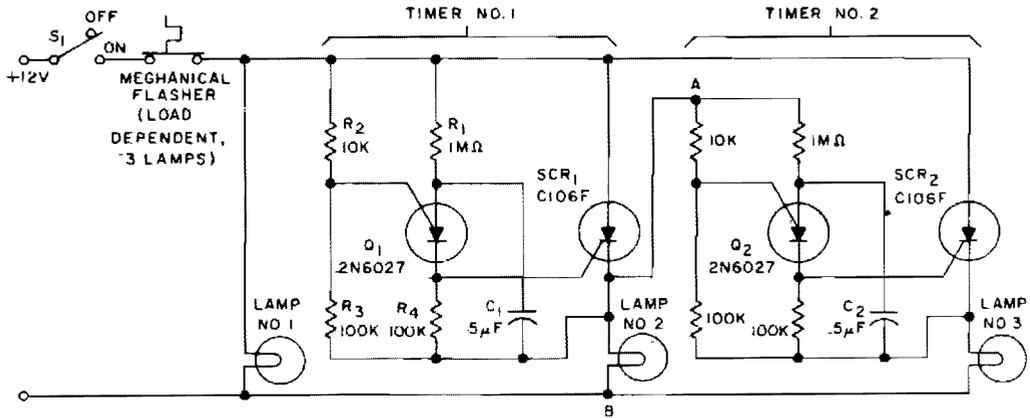 TIMER NO. 1
TIMER NO. 2
OFF
S1
ON
+12V
MEGHANICAL
FLASHER
(LOAD
DEPENDENT,
3 LAMPS)
A
R2
10K
R1
1MΩ
SCR1
C106F
10K
1MΩ
SCR2
C106F
Q1
2N6027
Q2
2N6027
LAMP
NO 1
R3
100K
R4
100K
C1
.5µF
LAMP
NO 2
100K
100K
C2
.5µF
LAMP
NO 3
B